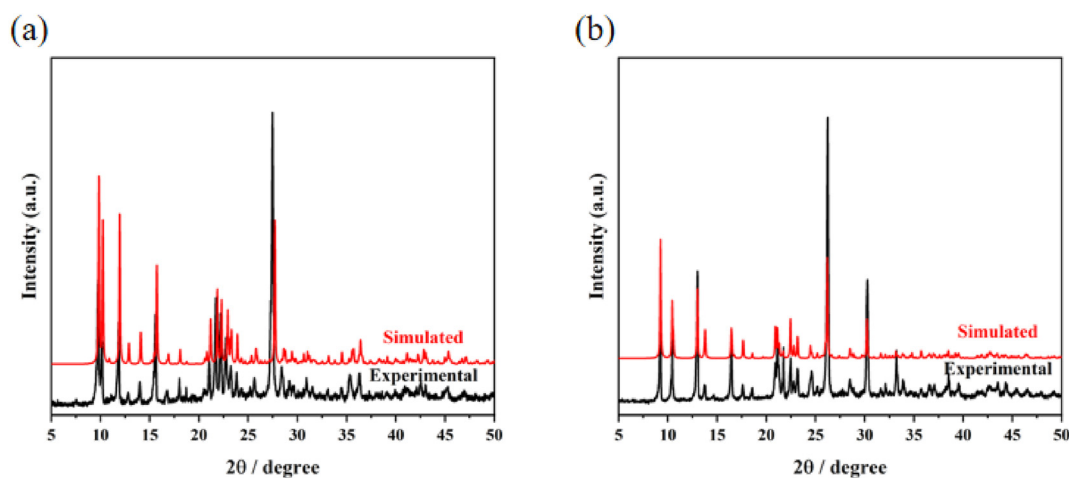 (a)
Intensity (a.u.)
Simulated
Experimental
5 10 15 20 25 30 35 40 45 50
2θ / degree
(b)
Intensity (a.u.)
Simulated
Experimental
5 10 15 20 25 30 35 40 45 50
2θ / degree